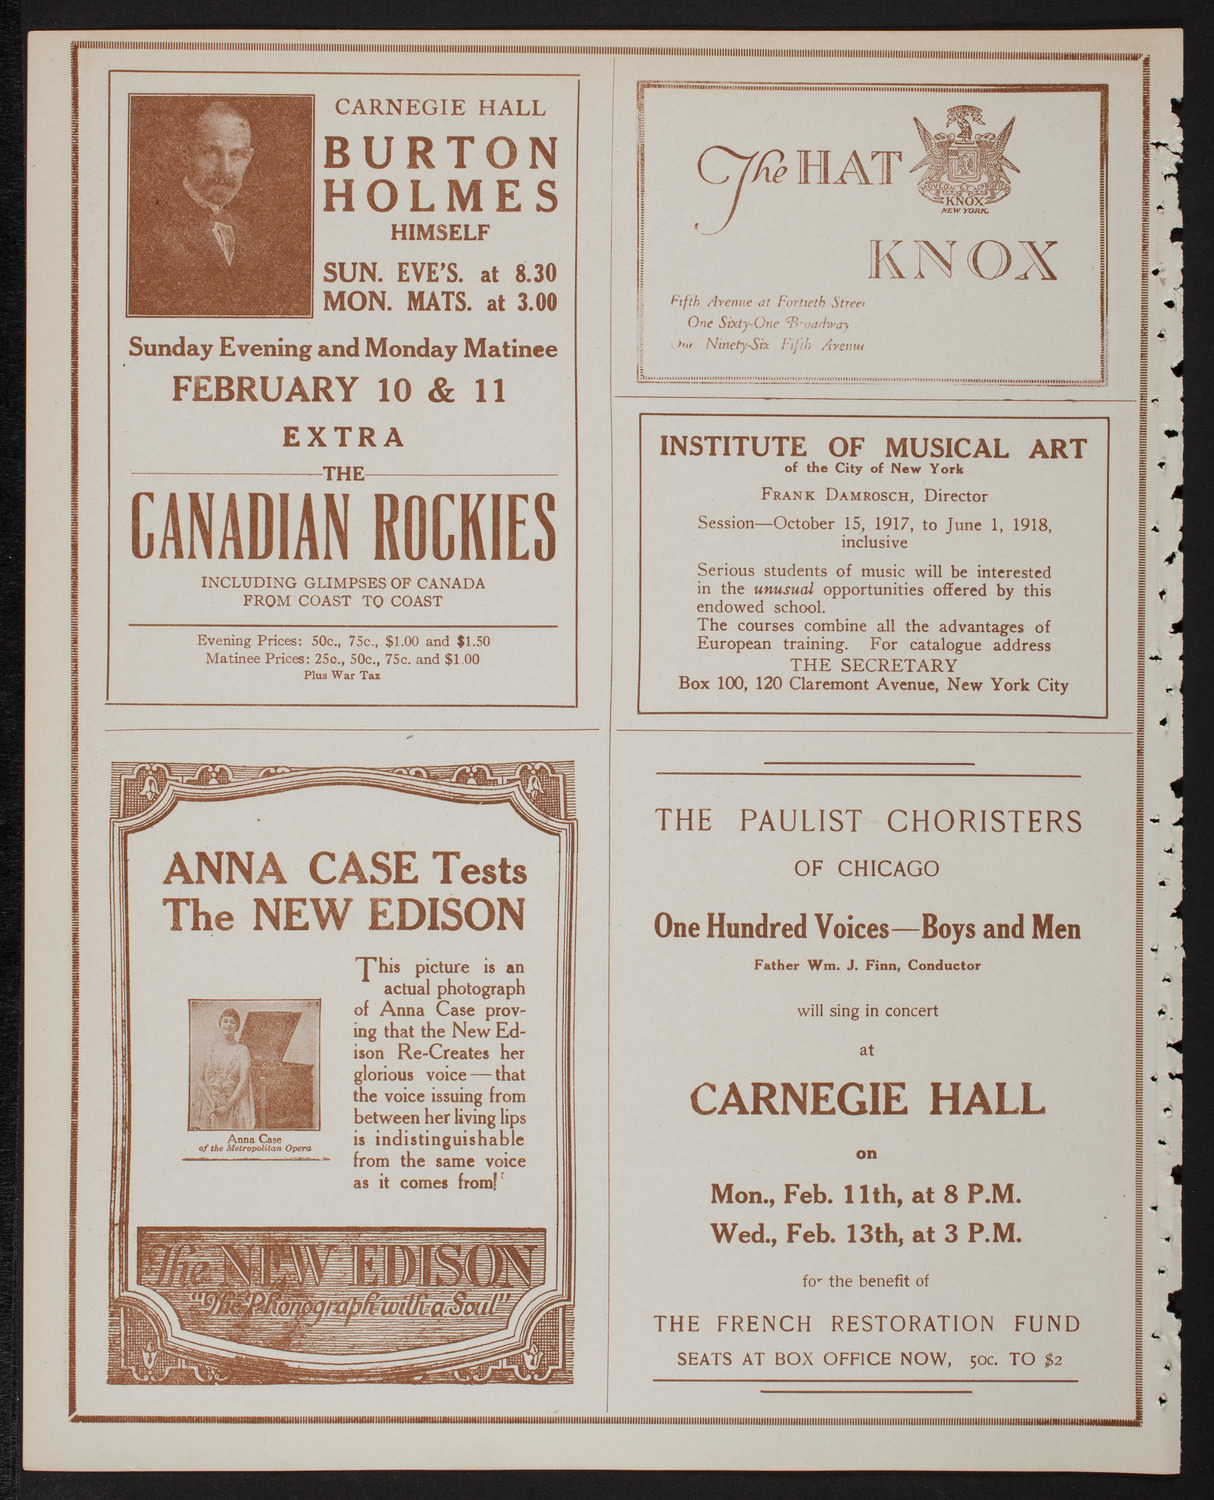 CARNEGIE HALL
BURTON
HOLMES
HIMSELF
SUN. EVE'S. at 8.30
MON. MATS. at 3.00
Sunday Evening and Monday Matinee
FEBRUARY 10 & 11
EXTRA
THE
CANADIAN ROCKIES
INCLUDING GLIMPSES OF CANADA
FROM COAST TO COAST
Evening Prices: 50c., 75c., $1.00 and $1.50
Matinee Prices: 25c., 50c., 75c. and $1.00
Plus War Tax
ANNA CASE Tests
The NEW EDISON
This picture is an
actual photograph
of Anna Case prov-
ing that the New Ed-
ison Re-Creates her
glorious voice—that
the voice issuing from
between her living lips
is indistinguishable
from the same voice
as it comes from!
Anna Case
of the Metropolitan Opera
The NEW EDISON
"The Phonograph with a Soul"
The HAT
KNOX
NEW YORK.
KNOX
Fifth Avenue at Fortieth Street
One Sixty-One Broadway
One Ninety-Six Fifth Avenue
INSTITUTE OF MUSICAL ART
of the City of New York
FRANK DAMROSCH, Director
Session—October 15, 1917, to June 1, 1918,
inclusive
Serious students of music will be interested
in the unusual opportunities offered by this
endowed school.
The courses combine all the advantages of
European training. For catalogue address
THE SECRETARY
Box 100, 120 Claremont Avenue, New York City
THE PAULIST CHORISTERS
OF CHICAGO
One Hundred Voices—Boys and Men
Father Wm. J. Finn, Conductor
will sing in concert
at
CARNEGIE HALL
on
Mon., Feb. 11th, at 8 P.M.
Wed., Feb. 13th, at 3 P.M.
for the benefit of
THE FRENCH RESTORATION FUND
SEATS AT BOX OFFICE NOW, 50C. TO $2